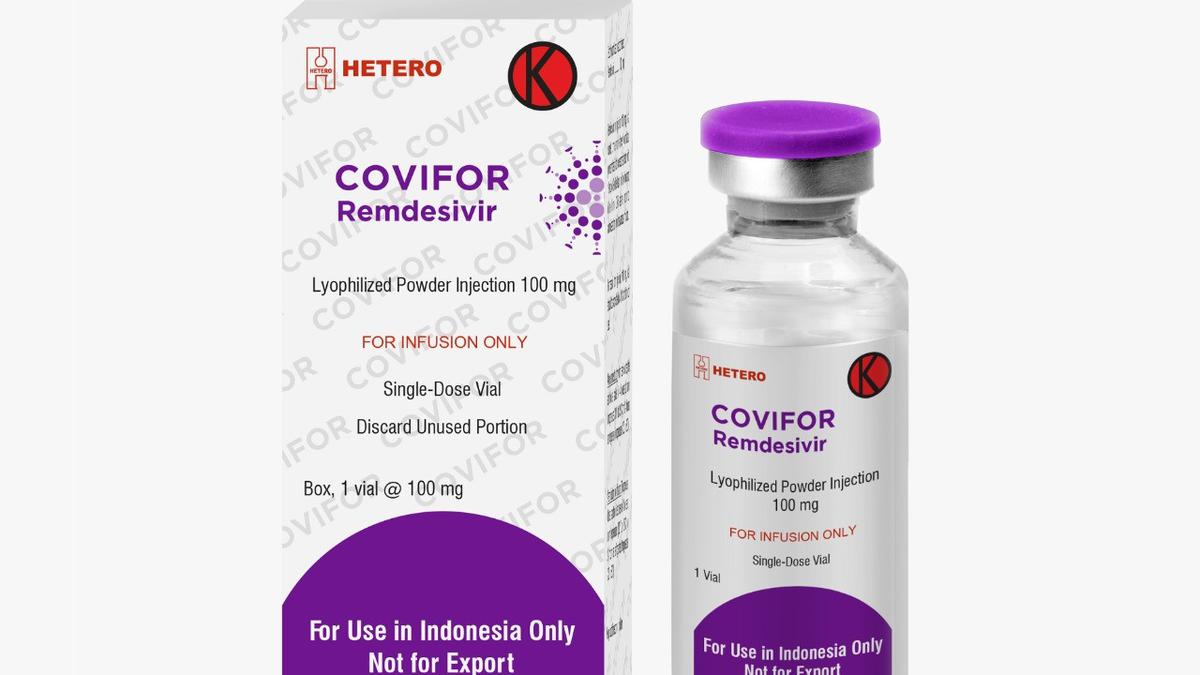 HETERO
HETERO
K
COVIFOR
Remdesivir
Lyophilized Powder Injection 100 mg
FOR INFUSION ONLY
Single-Dose Vial
Discard Unused Portion
Box, 1 vial @ 100 mg
For Use in Indonesia Only
Not for Export
HETERO
K
COVIFOR
Remdesivir
Lyophilized Powder Injection
100 mg
FOR INFUSION ONLY
Single-Dose Vial
1 Vial
For Use in Indonesia Only
Not for Export